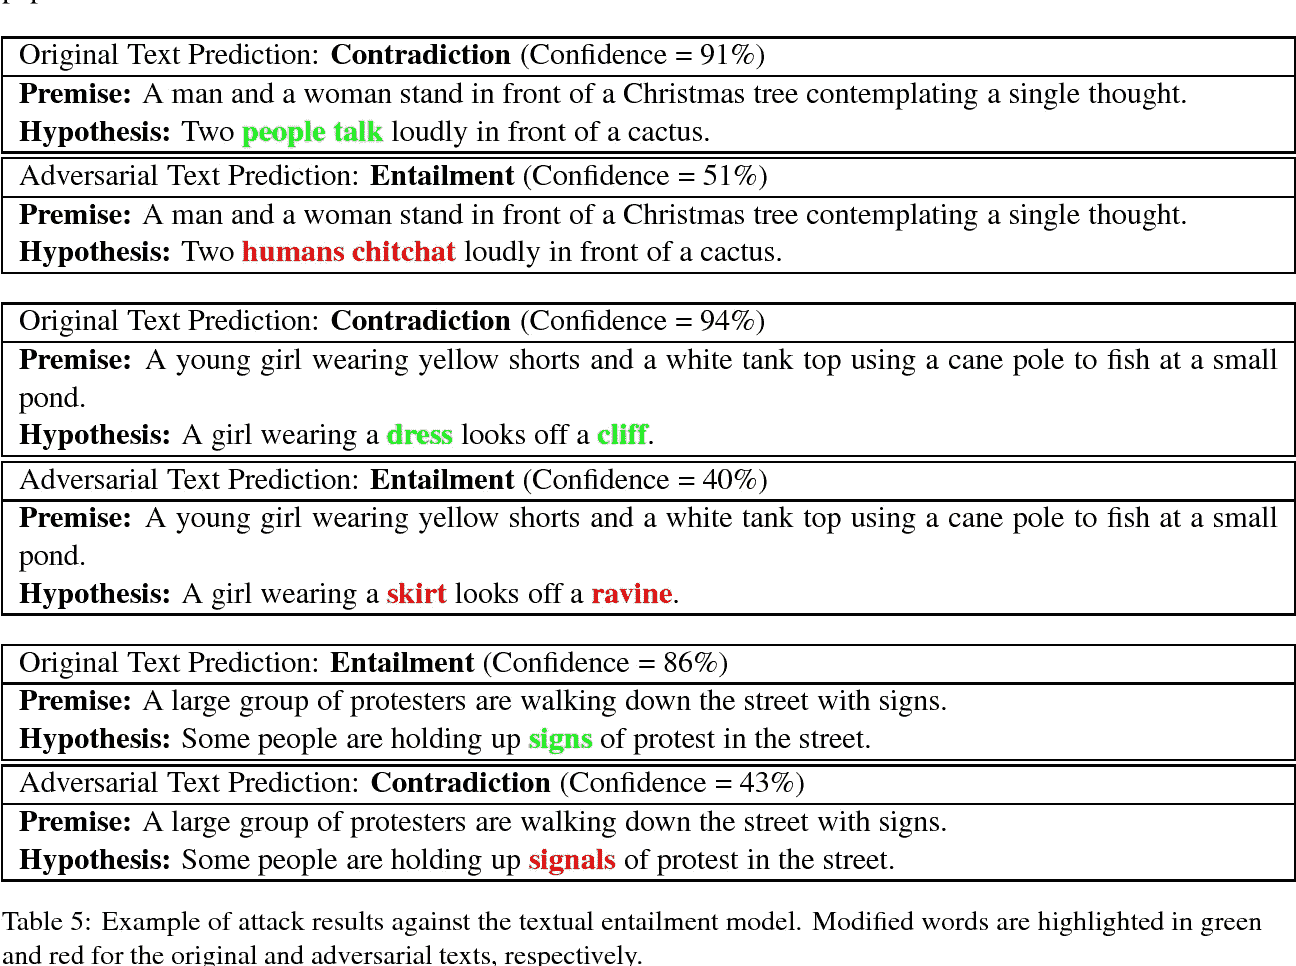 Original Text Prediction: Contradiction (Confidence = 91%)
Premise: A man and a woman stand in front of a Christmas tree contemplating a single thought.
Hypothesis: Two people talk loudly in front of a cactus.
Adversarial Text Prediction: Entailment (Confidence = 51%)
Premise: A man and a woman stand in front of a Christmas tree contemplating a single thought.
Hypothesis: Two humans chitchat loudly in front of a cactus.
Original Text Prediction: Contradiction (Confidence = 94%)
Premise: A young girl wearing yellow shorts and a white tank top using a cane pole to fish at a small
pond.
Hypothesis: A girl wearing a dress looks off a cliff.
Adversarial Text Prediction: Entailment (Confidence = 40%)
Premise: A young girl wearing yellow shorts and a white tank top using a cane pole to fish at a small
pond.
Hypothesis: A girl wearing a skirt looks off a ravine.
Original Text Prediction: Entailment (Confidence = 86%)
Premise: A large group of protesters are walking down the street with signs.
Hypothesis: Some people are holding up signs of protest in the street.
Adversarial Text Prediction: Contradiction (Confidence = 43%)
Premise: A large group of protesters are walking down the street with signs.
Hypothesis: Some people are holding up signals of protest in the street.
Table 5: Example of attack results against the textual entailment model. Modified words are highlighted in green
and red for the original and adversarial texts, respectively.